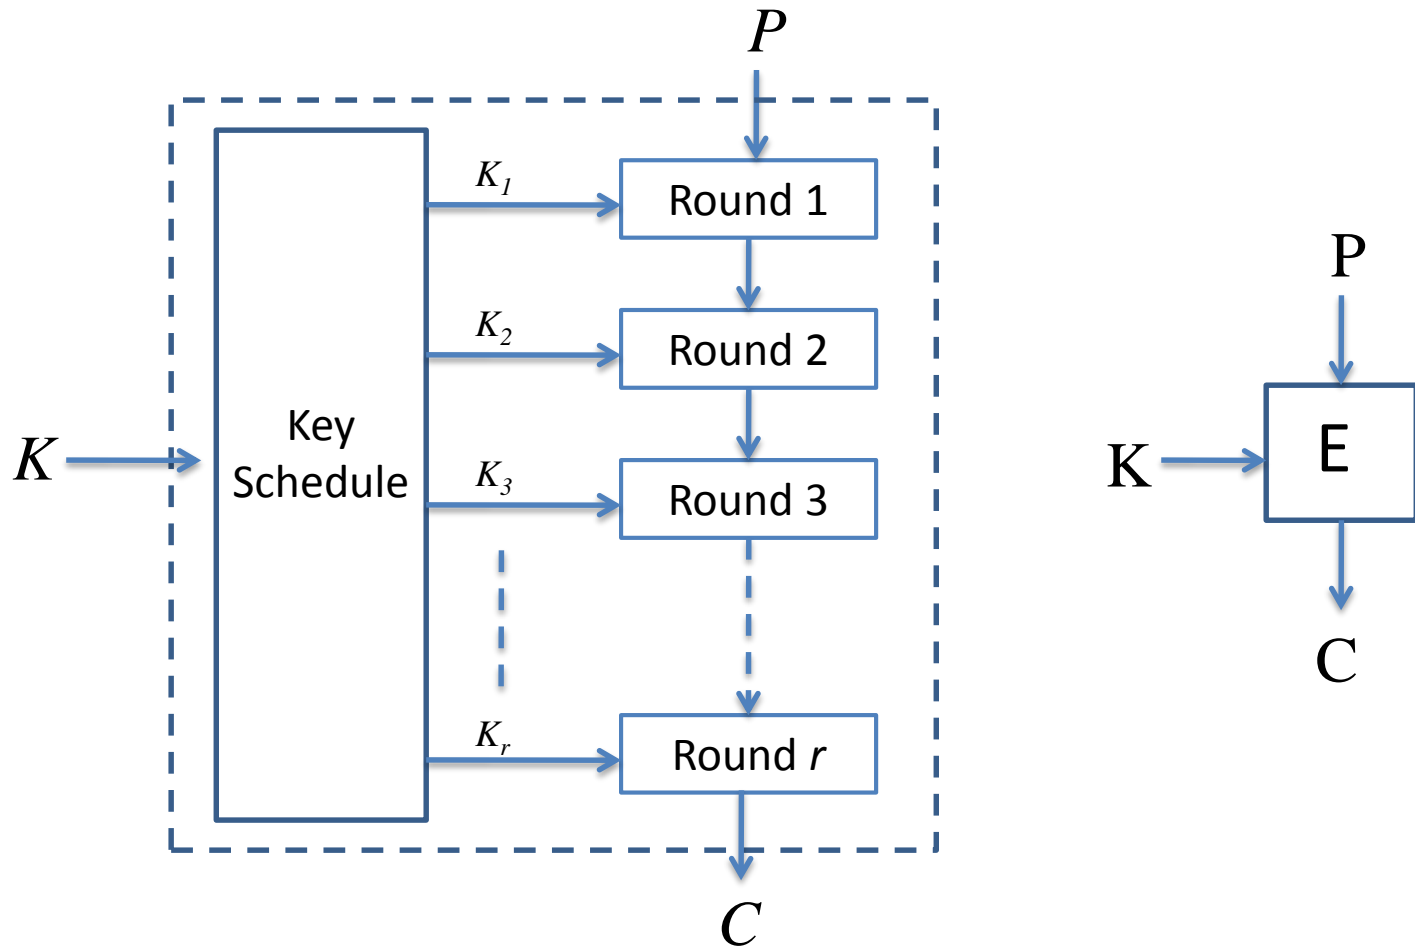 P
K₁
Round 1
K₂
Round 2
K
Key
Schedule
K₃
Round 3
Kᵣ
Round r
C
P
K
E
C